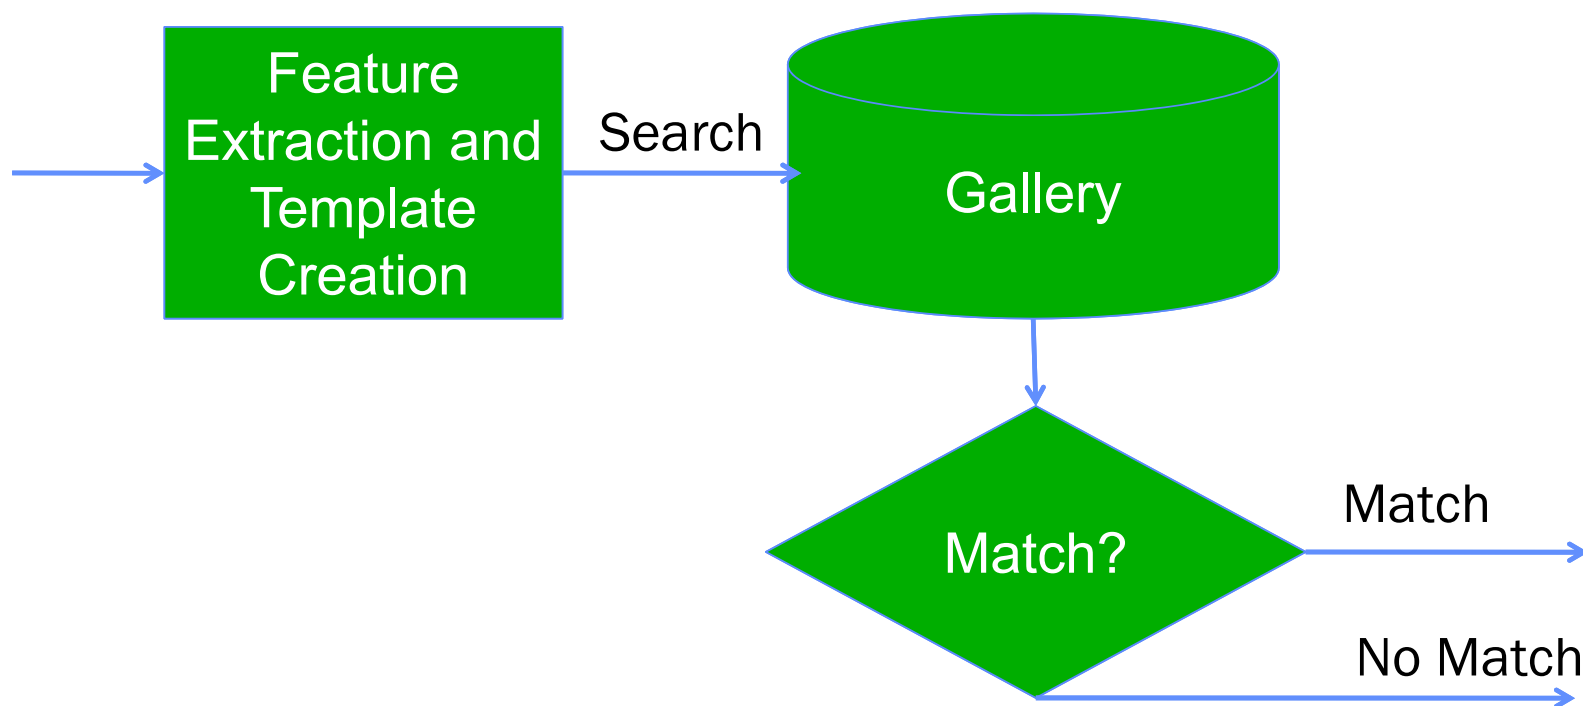 Feature
Extraction and
Template
Creation
Search
Gallery
Match?
Match
No Match